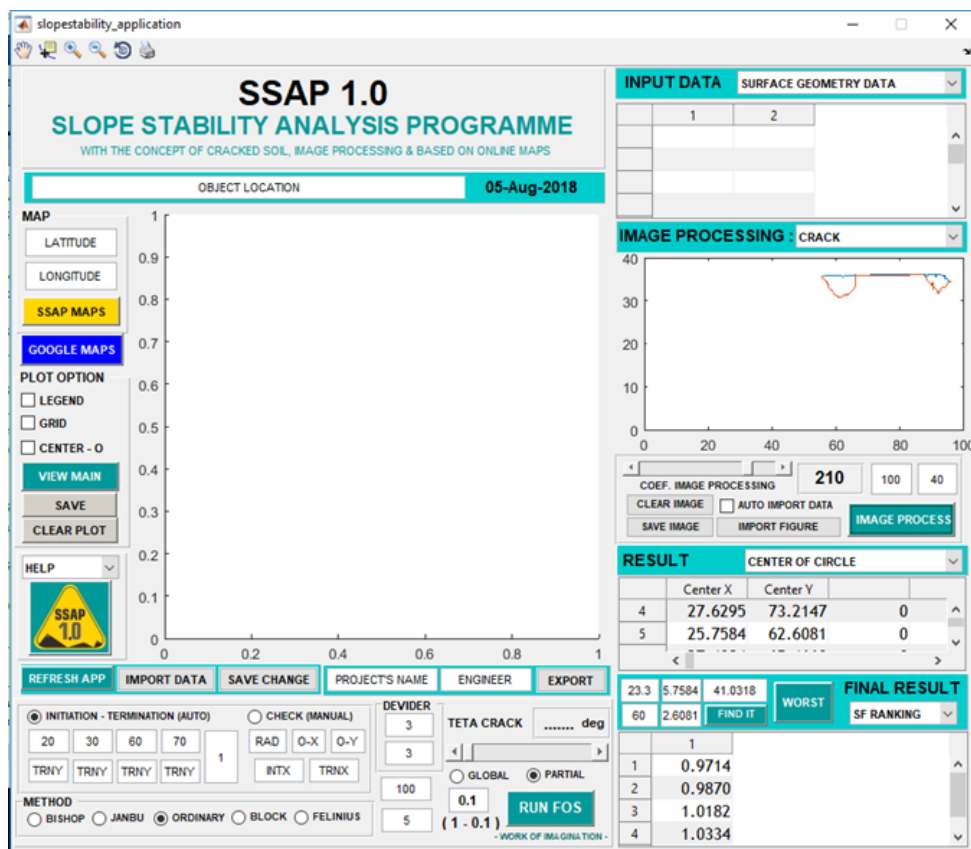 slopestability_application
SSAP 1.0
SLOPE STABILITY ANALYSIS PROGRAMME
WITH THE CONCEPT OF CRACKED SOIL, IMAGE PROCESSING & BASED ON ONLINE MAPS
OBJECT LOCATION 05-Aug-2018
MAP
LATITUDE
LONGITUDE
SSAP MAPS
GOOGLE MAPS
PLOT OPTION
LEGEND
GRID
CENTER - O
VIEW MAIN
SAVE
CLEAR PLOT
HELP
SSAP
1.0
1
0.9
0.8
0.7
0.6
0.5
0.4
0.3
0.2
0.1
0
0 0.2 0.4 0.6 0.8 1
REFRESH APP IMPORT DATA SAVE CHANGE PROJECT'S NAME ENGINEER EXPORT
INITIATION - TERMINATION (AUTO) CHECK (MANUAL)
20 30 60 70 1 RAD O-X O-Y
TRNY TRNY TRNY TRNY INTX TRNX
METHOD
BISHOP JANBU ORDINARY BLOCK FELINIUS
DEVIDER
3
3
100
5
TETA CRACK ....... deg
GLOBAL PARTIAL
0.1
( 1 - 0.1 )
RUN FOS
- WORK OF IMAGINATION -
INPUT DATA SURFACE GEOMETRY DATA
1 2
IMAGE PROCESSING : CRACK
40
30
20
10
0
0 20 40 60 80 100
COEF. IMAGE PROCESSING 210 100 40
CLEAR IMAGE AUTO IMPORT DATA
SAVE IMAGE IMPORT FIGURE IMAGE PROCESS
RESULT CENTER OF CIRCLE
Center X Center Y
4 27.6295 73.2147 0
5 25.7584 62.6081 0
23.3 5.7584 41.0318 WORST FINAL RESULT
60 2.6081 FIND IT SF RANKING
1
1 0.9714
2 0.9870
3 1.0182
4 1.0334